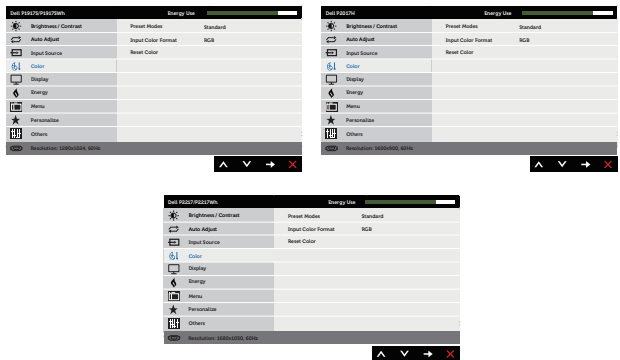 Dell P1917S/P1917SWh Energy Use
Brightness / Contrast Preset Modes Standard
Auto Adjust Input Color Format RGB
Input Source Reset Color
Color
Display
Energy
Menu
Personalize
Others
Resolution: 1280x1024, 60Hz
Dell P2017H Energy Use
Brightness / Contrast Preset Modes Standard
Auto Adjust Input Color Format RGB
Input Source Reset Color
Color
Display
Energy
Menu
Personalize
Others
Resolution: 1600x900, 60Hz
Dell P2217/P2217Wh Energy Use
Brightness / Contrast Preset Modes Standard
Auto Adjust Input Color Format RGB
Input Source Reset Color
Color
Display
Energy
Menu
Personalize
Others
Resolution: 1680x1050, 60Hz